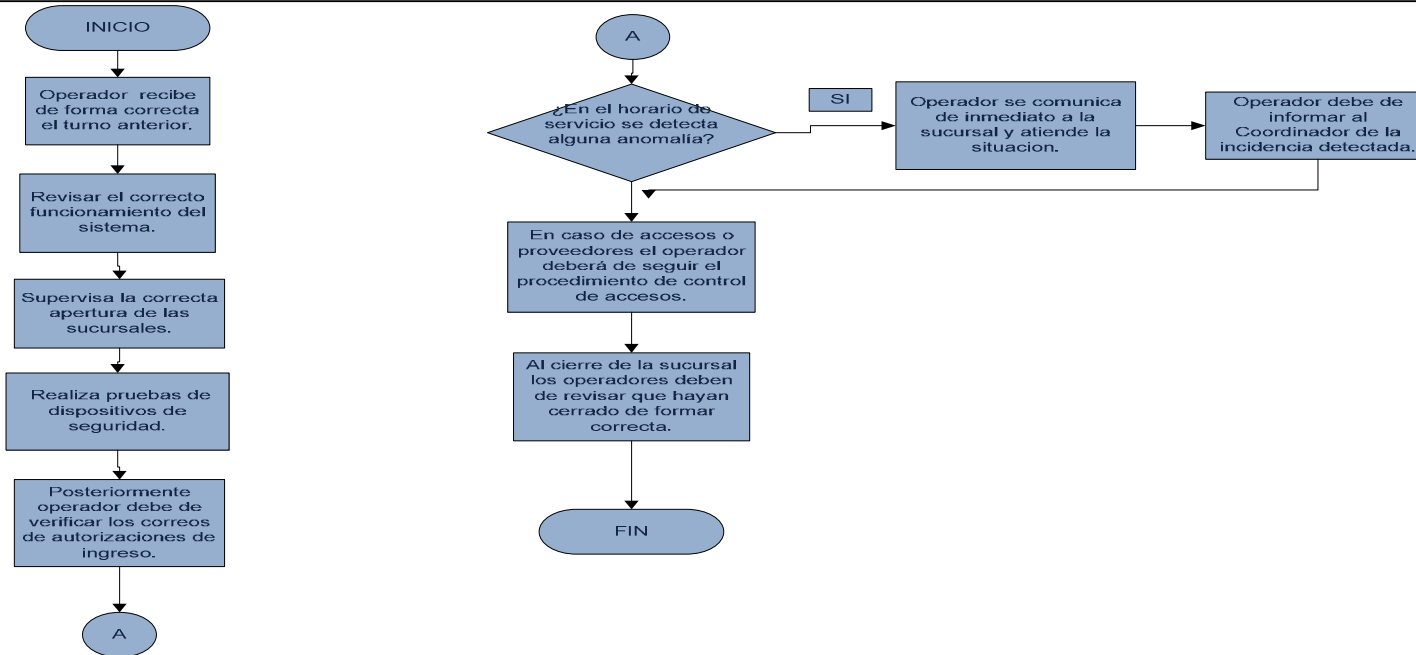 INICIO
Operador recibe
de forma correcta
el turno anterior.
Revisar el correcto
funcionamiento del
sistema.
Supervisa la correcta
apertura de las
sucursales.
Realiza pruebas de
dispositivos de
seguridad.
Posteriormente
operador debe de
verificar los correos
de autorizaciones de
ingreso.
A
A
¿En el horario de
servicio se detecta
alguna anomalía?
SI
Operador se comunica
de inmediato a la
sucursal y atiende la
situacion.
Operador debe de
informar al
Coordinador de la
incidencia detectada.
En caso de accesos o
proveedores el operador
deberá de seguir el
procedimiento de control
de accesos.
Al cierre de la sucursal
los operadores deben
de revisar que hayan
cerrado de formar
correcta.
FIN